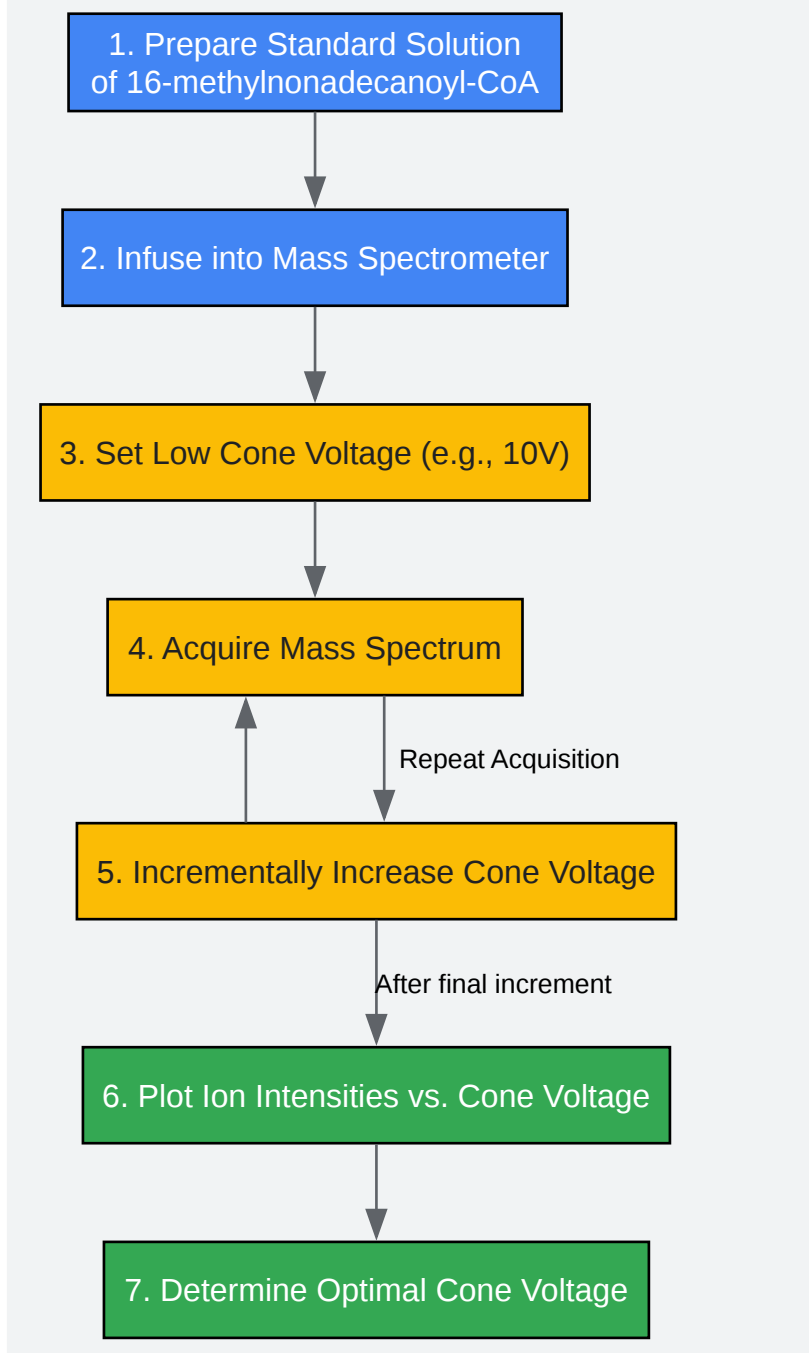 1. Prepare Standard Solution
of 16-methylnonadecanoyl-CoA
2. Infuse into Mass Spectrometer
3. Set Low Cone Voltage (e.g., 10V)
4. Acquire Mass Spectrum
Repeat Acquisition
5. Incrementally Increase Cone Voltage
After final increment
6. Plot Ion Intensities vs. Cone Voltage
7. Determine Optimal Cone Voltage